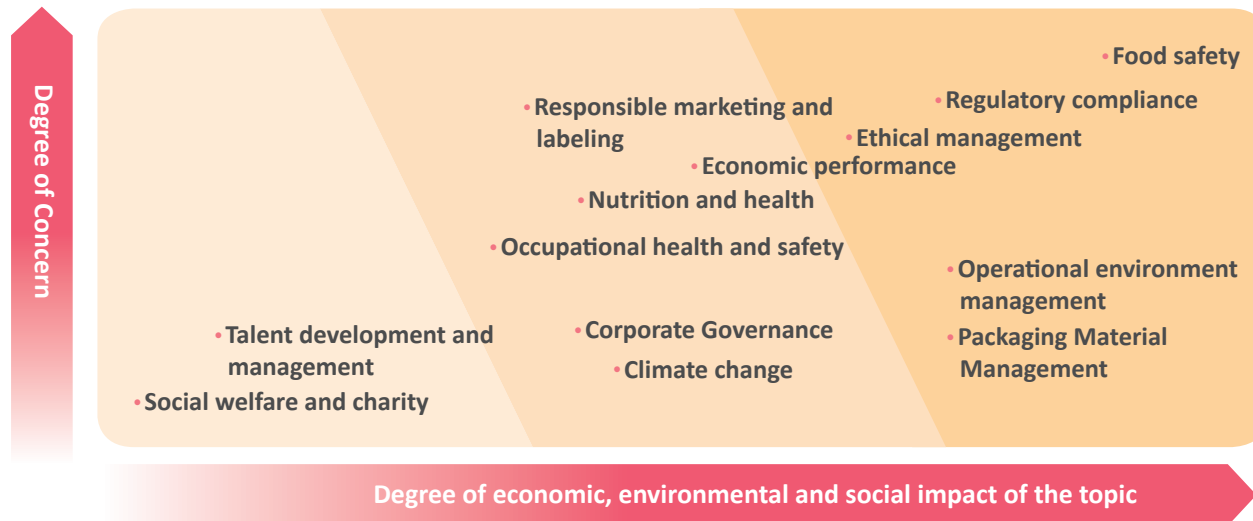 Degree of Concern
• Food safety
• Responsible marketing and
labeling
• Regulatory compliance
• Ethical management
• Economic performance
• Nutrition and health
• Occupational health and safety
• Operational environment
management
• Talent development and
management
• Corporate Governance
• Packaging Material
Management
• Climate change
• Social welfare and charity
Degree of economic, environmental and social impact of the topic